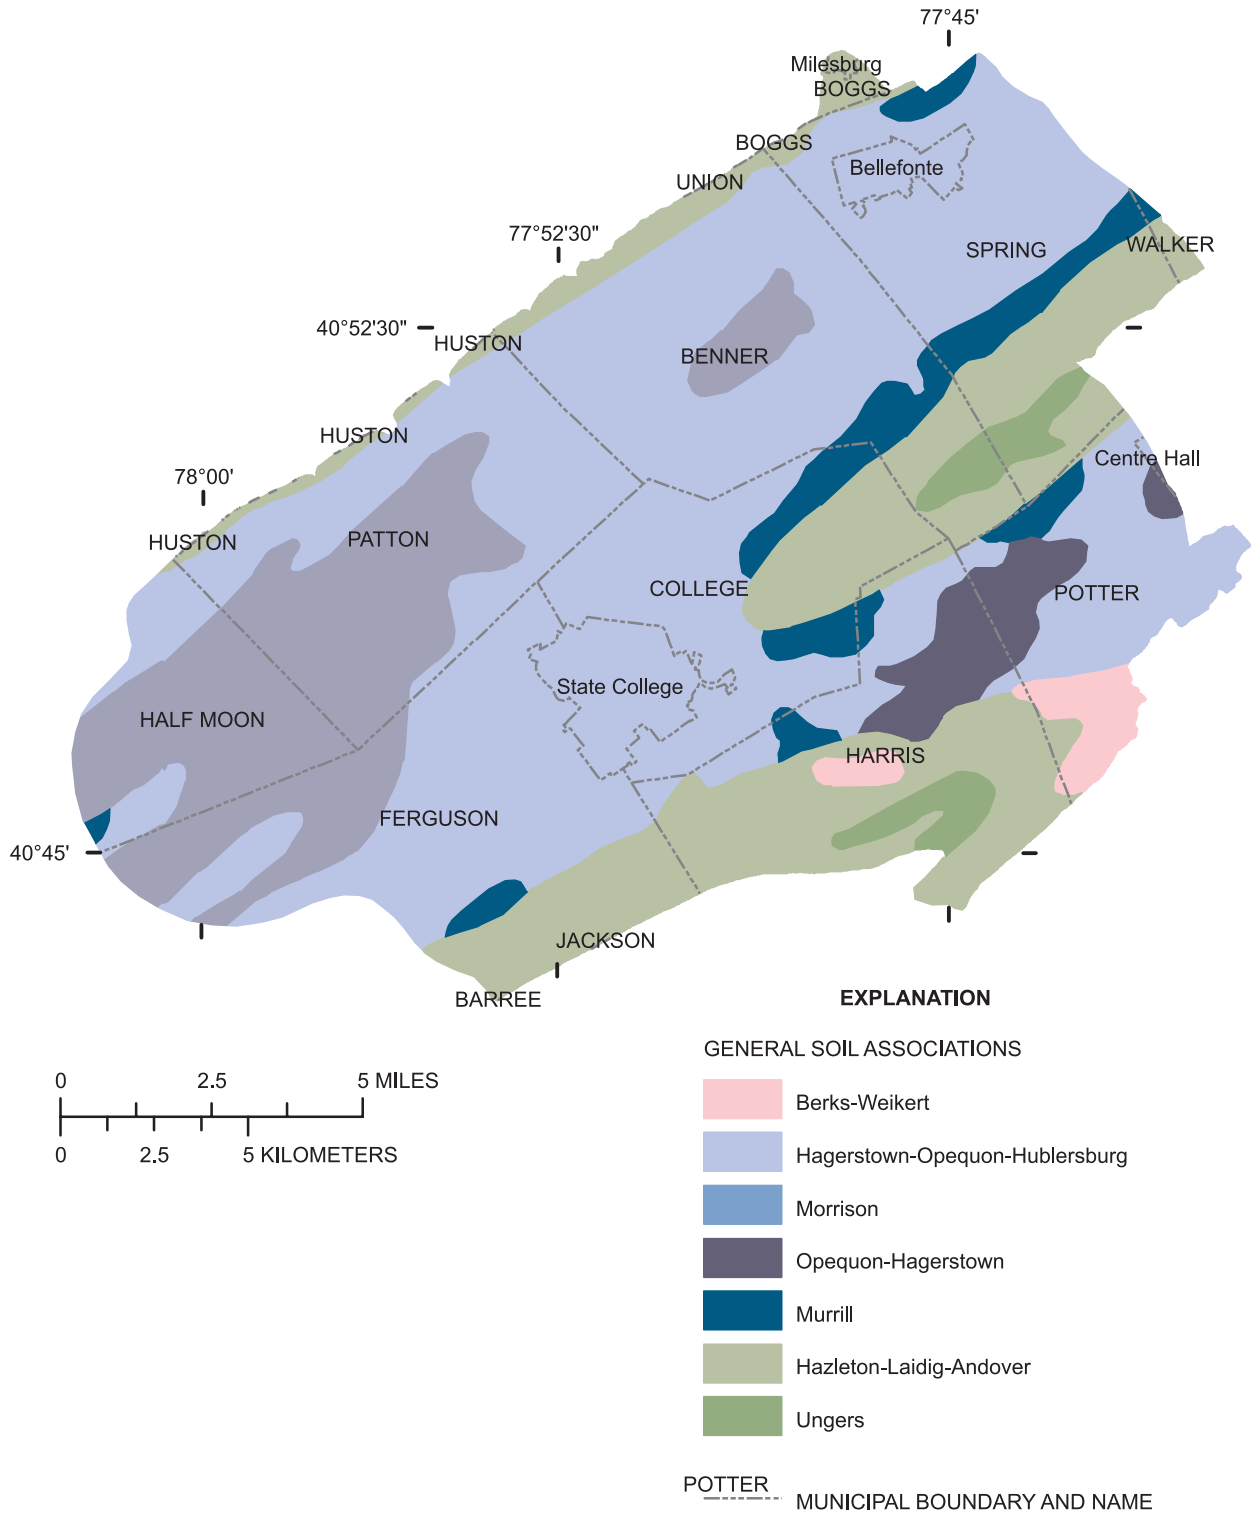 77°45'
Milesburg
BOGGS
BOGGS
Bellefonte
UNION
77°52'30"
SPRING
WALKER
40°52'30"
HUSTON
BENNER
HUSTON
Centre Hall
78°00'
HUSTON
PATTON
COLLEGE
POTTER
State College
HALF MOON
HARRIS
FERGUSON
40°45'
JACKSON
BARREE
EXPLANATION
GENERAL SOIL ASSOCIATIONS
Berks-Weikert
Hagerstown-Opequon-Hublersburg
Morrison
Opequon-Hagerstown
Murrill
Hazleton-Laidig-Andover
Ungers
POTTER
MUNICIPAL BOUNDARY AND NAME
0 2.5 5 MILES
0 2.5 5 KILOMETERS